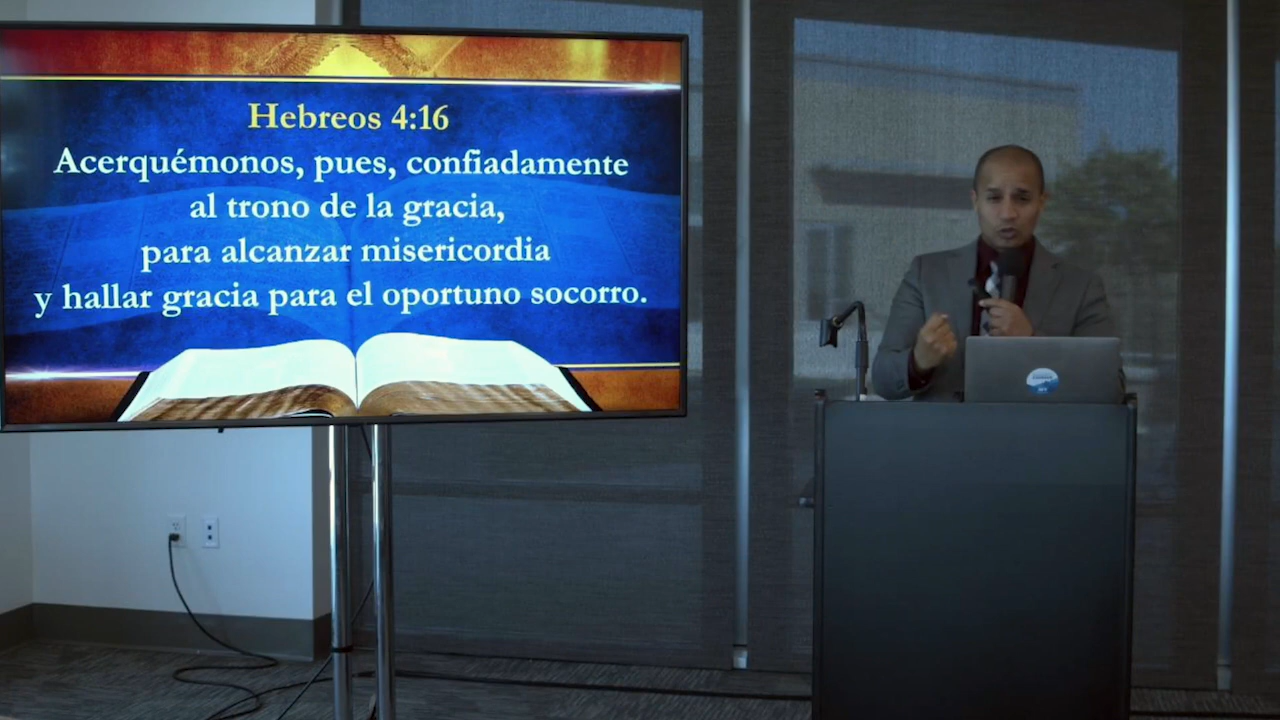 Hebreos 4:16
Acerquémonos, pues, confiadamente
al trono de la gracia,
para alcanzar misericordia
y hallar gracia para el oportuno socorro.